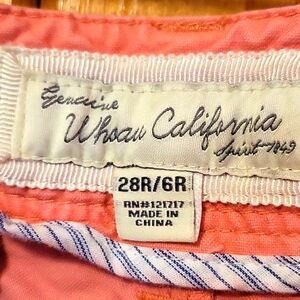 Genuine
Whoau California
Spirit-1849
28R/6R
RN#121717
MADE IN
CHINA